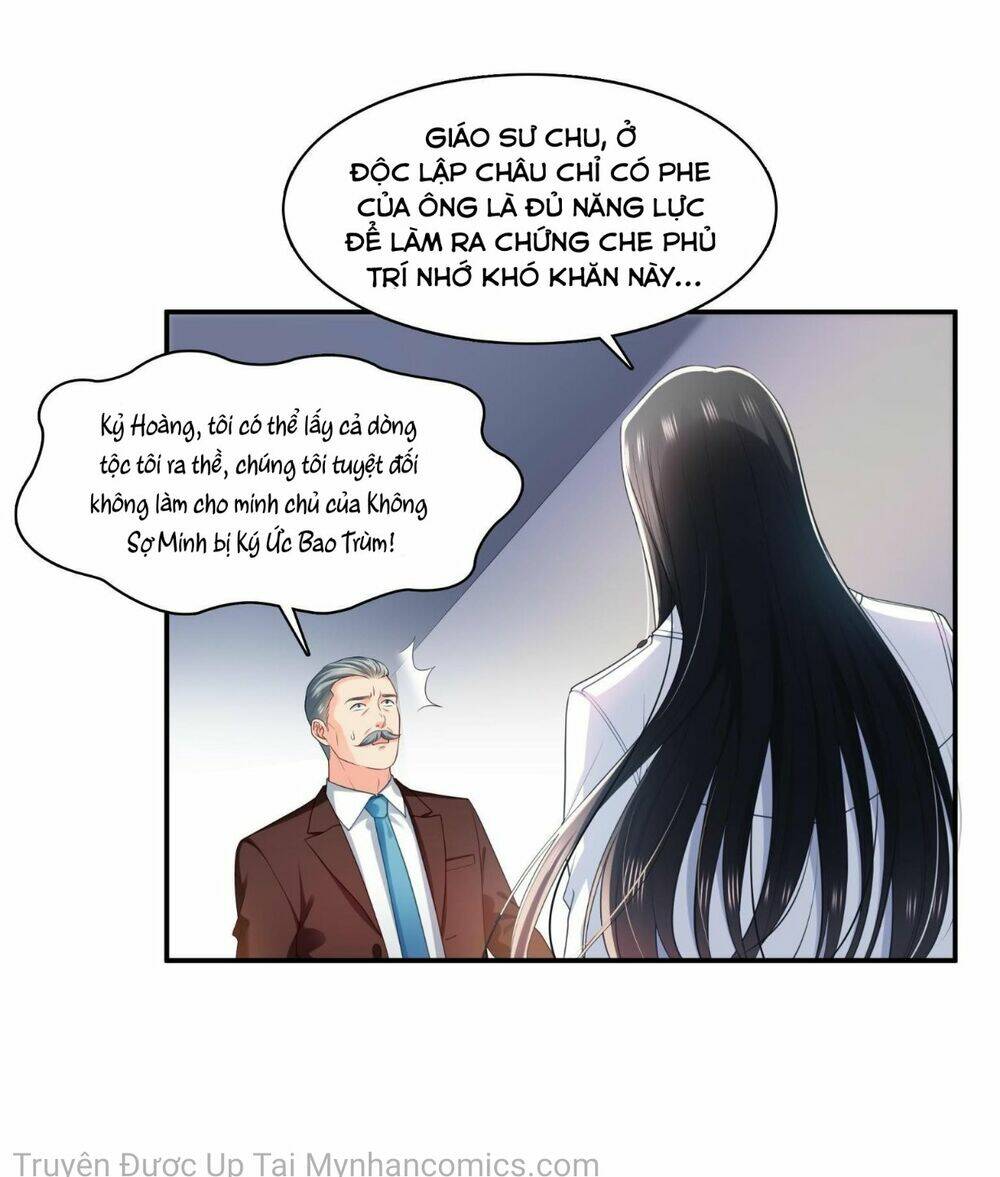 GIÁO SƯ CHU, Ở
ĐỘC LẬP CHÂU CHỈ CÓ PHE
CỦA ÔNG LÀ ĐỦ NĂNG LỰC
ĐỂ LÀM RA CHỨNG CHE PHỦ
TRÍ NHỚ KHÓ KHĂN NÀY...
Kỷ Hoàng, tôi có thể lấy cả dòng
tộc tôi ra thề, chúng tôi tuyệt đối
không làm cho minh chủ của Không
Sợ Minh bị Ký Ức Bao Trùm!
Truyện Được Up Tại Mynhancomics.com